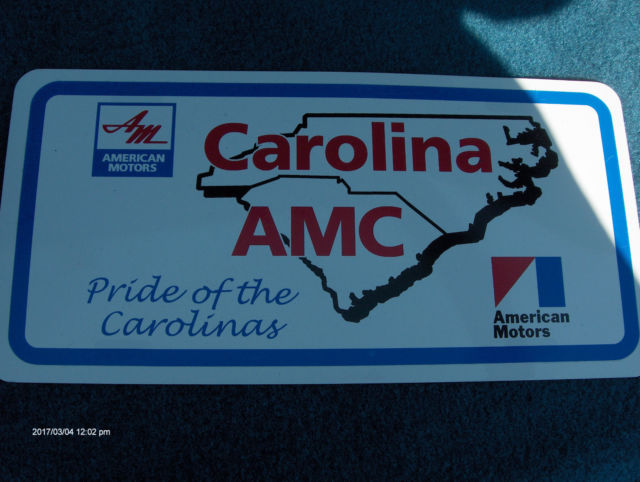 AM
AMERICAN
MOTORS
Carolina
AMC
Pride of the
Carolinas
American
Motors
2017/03/04 12:02 pm